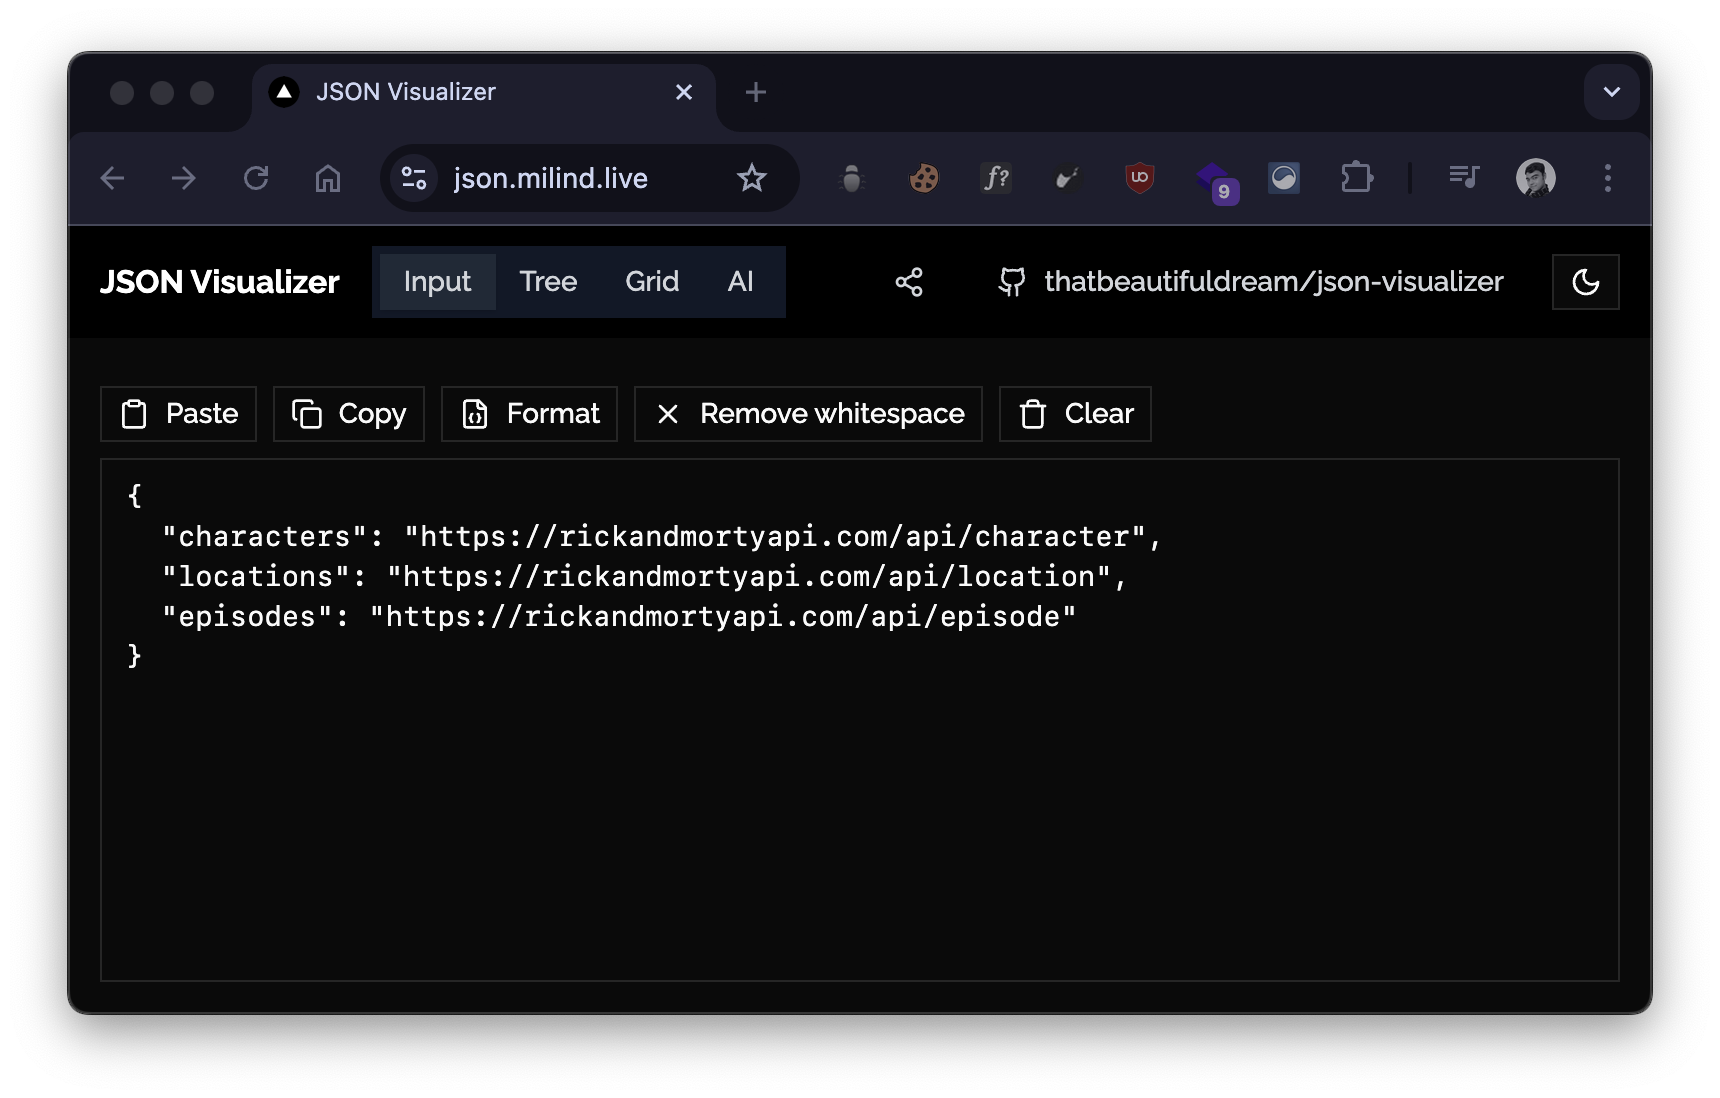 JSON Visualizer
json.milind.live
f?
UO
9
JSON Visualizer
Input
Tree
Grid
AI
thatbeautifuldream/json-visualizer
Paste
Copy
Format
Remove whitespace
Clear
{
  "characters": "https://rickandmortyapi.com/api/character",
  "locations": "https://rickandmortyapi.com/api/location",
  "episodes": "https://rickandmortyapi.com/api/episode"
}